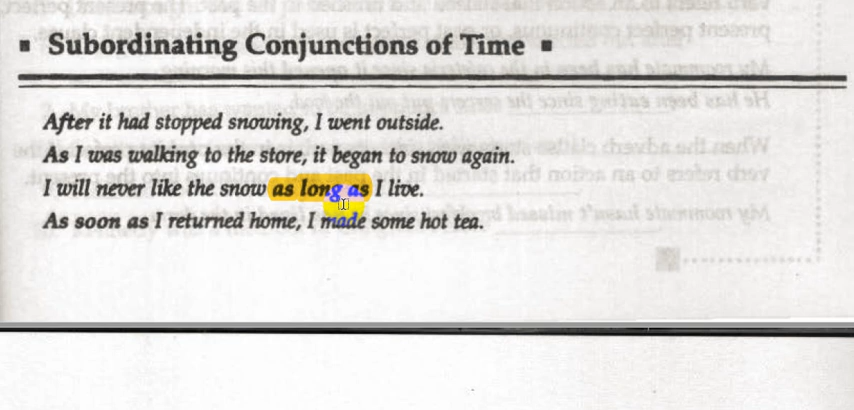 ▪ Subordinating Conjunctions of Time ▪
After it had stopped snowing, I went outside.
As I was walking to the store, it began to snow again.
I will never like the snow as long as I live.
As soon as I returned home, I made some hot tea.